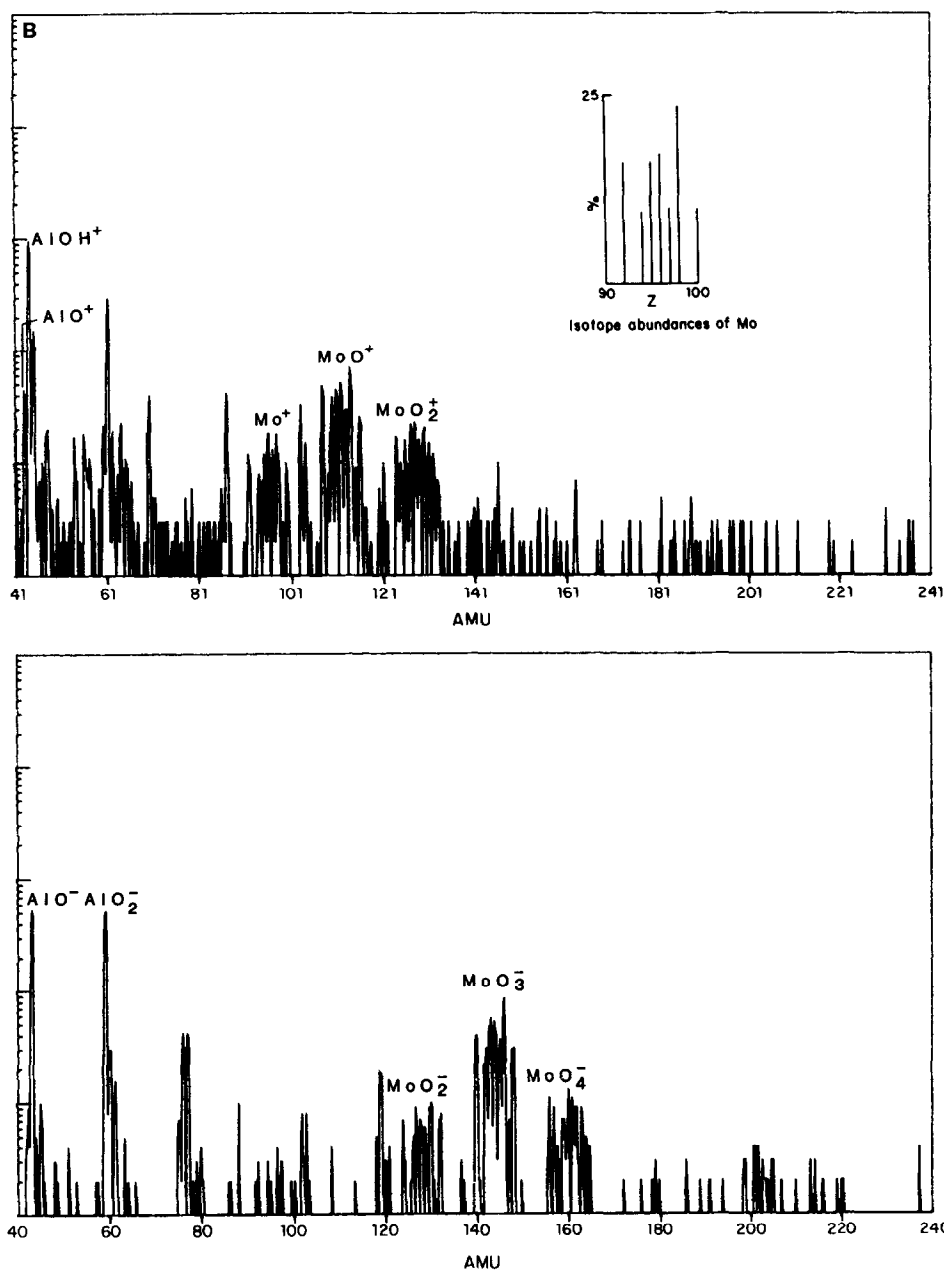 B
25
%
90 100
Z
Isotope abundances of Mo
AlOH⁺
AlO⁺
MoO⁺
Mo⁺
MoO₂⁺
41 61 81 101 121 141 161 181 201 221 241
AMU
AlO⁻ AlO₂⁻
MoO₃⁻
MoO₂⁻
MoO₄⁻
40 60 80 100 120 140 160 180 200 220 240
AMU